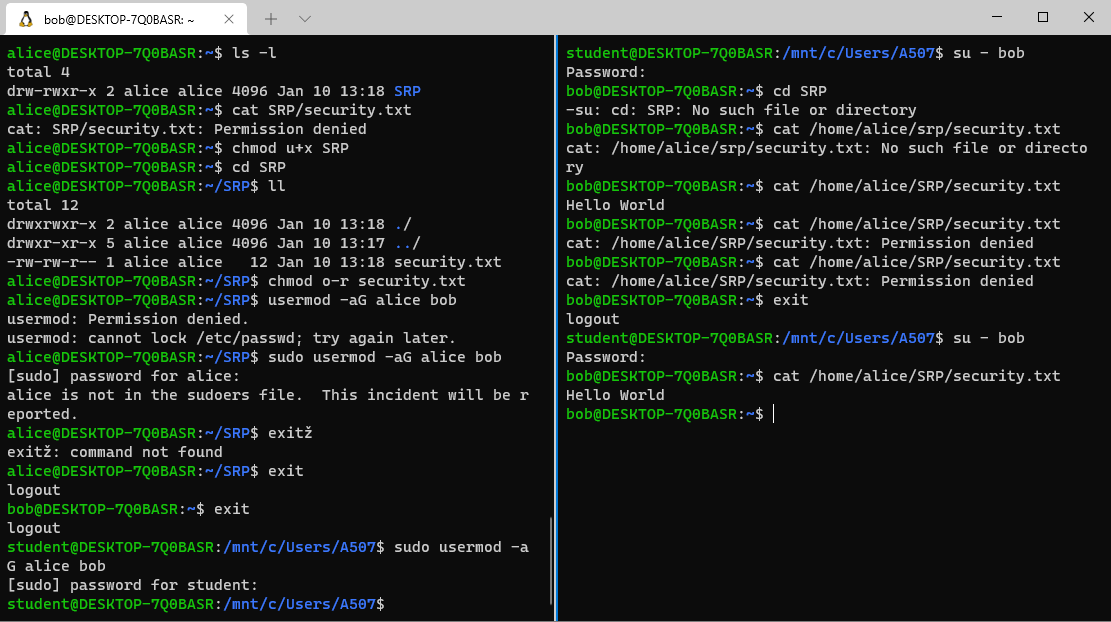 bob@DESKTOP-7Q0BASR: ~
alice@DESKTOP-7Q0BASR:~$ ls -l
total 4
drw-rwxr-x 2 alice alice 4096 Jan 10 13:18 SRP
alice@DESKTOP-7Q0BASR:~$ cat SRP/security.txt
cat: SRP/security.txt: Permission denied
alice@DESKTOP-7Q0BASR:~$ chmod u+x SRP
alice@DESKTOP-7Q0BASR:~$ cd SRP
alice@DESKTOP-7Q0BASR:~/SRP$ ll
total 12
drwxrwxr-x 2 alice alice 4096 Jan 10 13:18 ./
drwxr-xr-x 5 alice alice 4096 Jan 10 13:17 ../
-rw-rw-r-- 1 alice alice   12 Jan 10 13:18 security.txt
alice@DESKTOP-7Q0BASR:~/SRP$ chmod o-r security.txt
alice@DESKTOP-7Q0BASR:~/SRP$ usermod -aG alice bob
usermod: Permission denied.
usermod: cannot lock /etc/passwd; try again later.
alice@DESKTOP-7Q0BASR:~/SRP$ sudo usermod -aG alice bob
[sudo] password for alice:
alice is not in the sudoers file.  This incident will be r
eported.
alice@DESKTOP-7Q0BASR:~/SRP$ exitž
exitž: command not found
alice@DESKTOP-7Q0BASR:~/SRP$ exit
logout
bob@DESKTOP-7Q0BASR:~$ exit
logout
student@DESKTOP-7Q0BASR:/mnt/c/Users/A507$ sudo usermod -a
G alice bob
[sudo] password for student:
student@DESKTOP-7Q0BASR:/mnt/c/Users/A507$
student@DESKTOP-7Q0BASR:/mnt/c/Users/A507$ su - bob
Password:
bob@DESKTOP-7Q0BASR:~$ cd SRP
-su: cd: SRP: No such file or directory
bob@DESKTOP-7Q0BASR:~$ cat /home/alice/srp/security.txt
cat: /home/alice/srp/security.txt: No such file or directo
ry
bob@DESKTOP-7Q0BASR:~$ cat /home/alice/SRP/security.txt
Hello World
bob@DESKTOP-7Q0BASR:~$ cat /home/alice/SRP/security.txt
cat: /home/alice/SRP/security.txt: Permission denied
bob@DESKTOP-7Q0BASR:~$ cat /home/alice/SRP/security.txt
cat: /home/alice/SRP/security.txt: Permission denied
bob@DESKTOP-7Q0BASR:~$ exit
logout
student@DESKTOP-7Q0BASR:/mnt/c/Users/A507$ su - bob
Password:
bob@DESKTOP-7Q0BASR:~$ cat /home/alice/SRP/security.txt
Hello World
bob@DESKTOP-7Q0BASR:~$